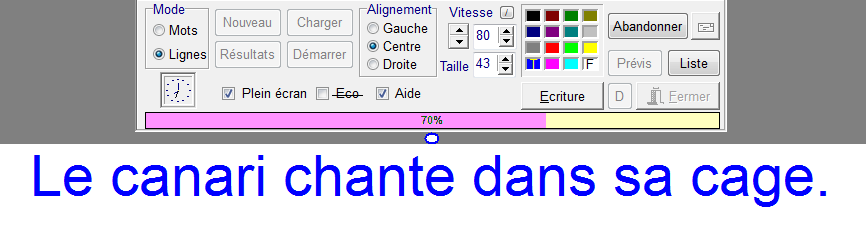 Mode
Mots
Lignes
Nouveau
Charger
Résultats
Démarrer
Alignement
Gauche
Centre
Droite
Vitesse
i
80
Taille
43
T
F
Abandonner
Prévis
Liste
Plein écran
Eco
Aide
Ecriture
D
Fermer
70%
Le canari chante dans sa cage.